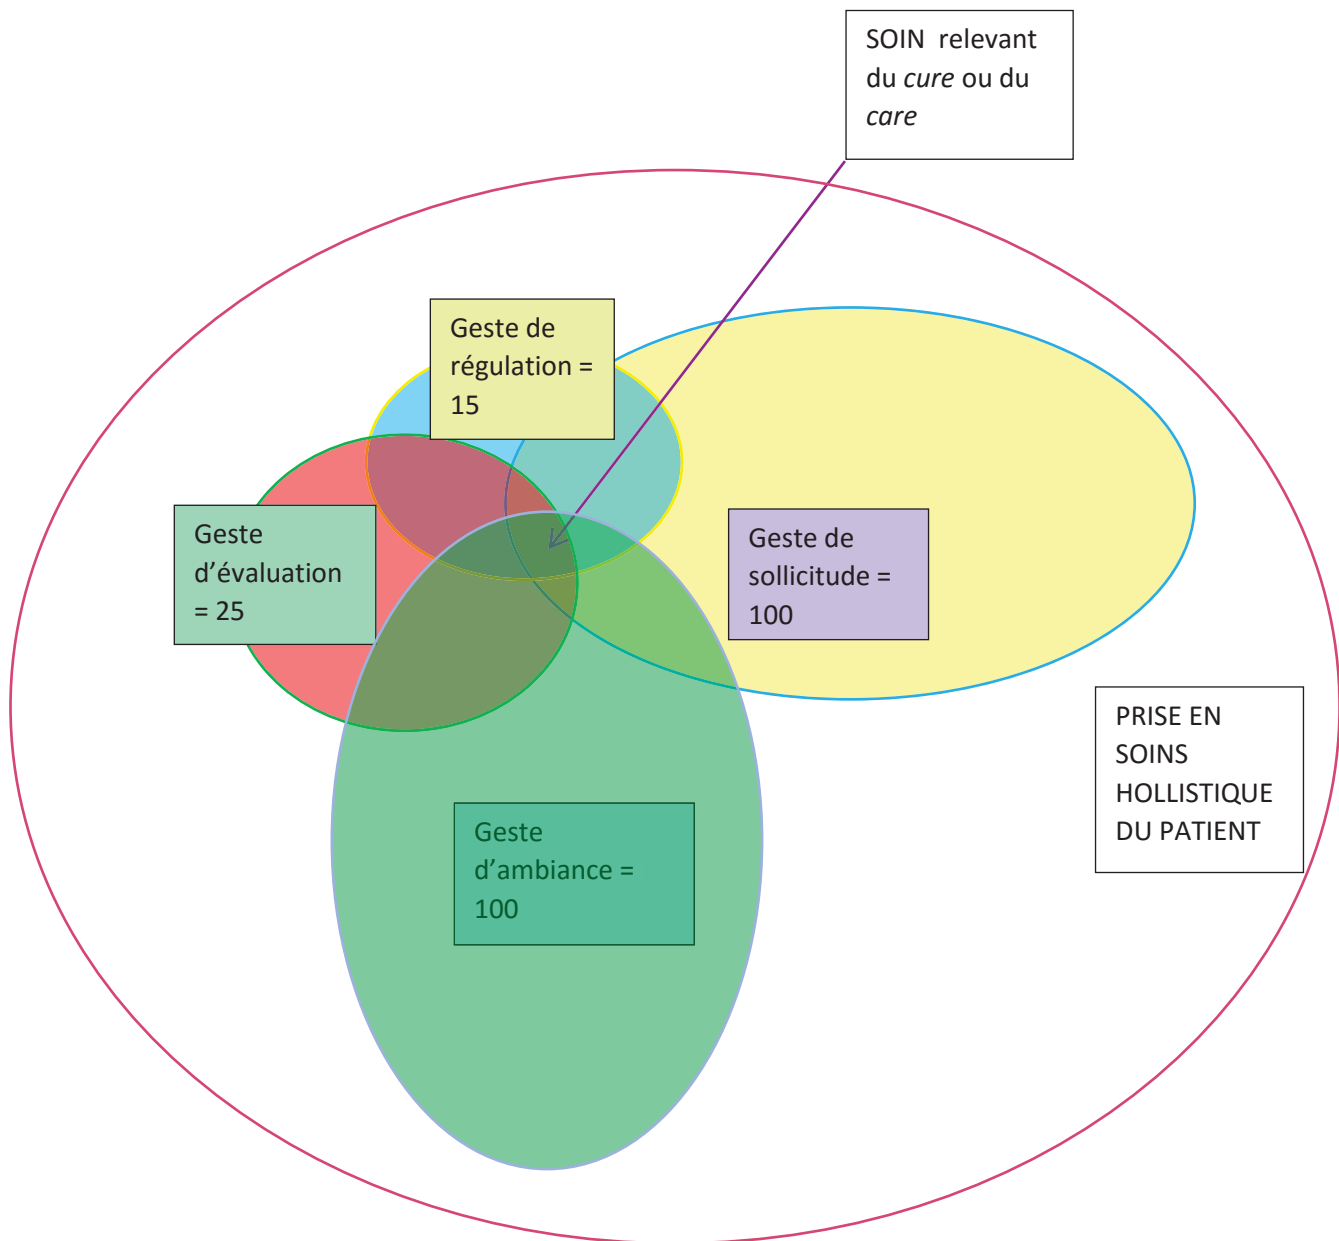 SOIN relevant
du cure ou du
care
Geste de
régulation =
15
Geste
d’évaluation
= 25
Geste de
sollicitude =
100
PRISE EN
SOINS
HOLLISTIQUE
DU PATIENT
Geste
d’ambiance =
100